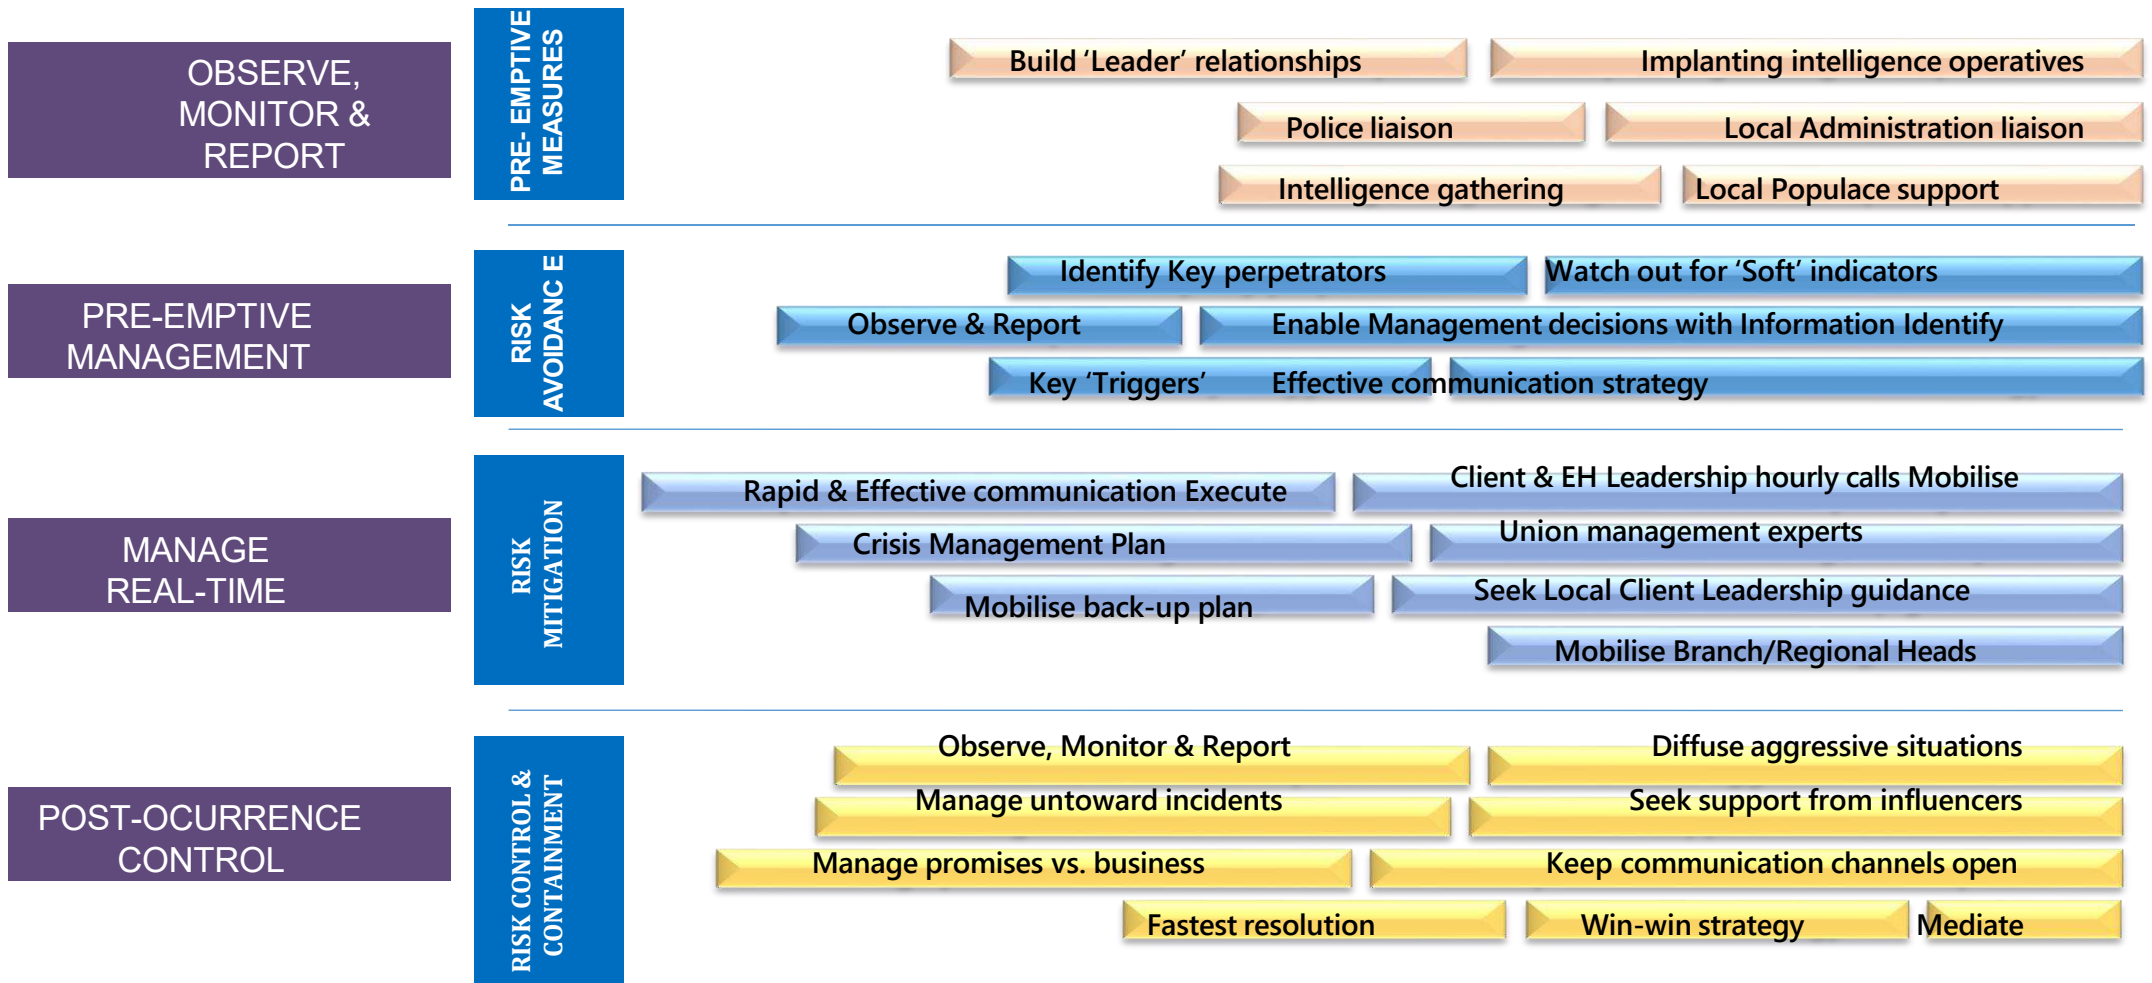 OBSERVE,
MONITOR &
REPORT
PRE- EMPTIVE
MEASURES
Build ‘Leader’ relationships
Implanting intelligence operatives
Police liaison
Local Administration liaison
Intelligence gathering
Local Populace support
PRE-EMPTIVE
MANAGEMENT
RISK
AVOIDANC E
Identify Key perpetrators
Watch out for ‘Soft’ indicators
Observe & Report
Enable Management decisions with Information Identify
Key ‘Triggers’
Effective communication strategy
MANAGE
REAL-TIME
RISK
MITIGATION
Rapid & Effective communication Execute
Client & EH Leadership hourly calls Mobilise
Crisis Management Plan
Union management experts
Mobilise back-up plan
Seek Local Client Leadership guidance
Mobilise Branch/Regional Heads
POST-OCURRENCE
CONTROL
RISK CONTROL &
CONTAINMENT
Observe, Monitor & Report
Diffuse aggressive situations
Manage untoward incidents
Seek support from influencers
Manage promises vs. business
Keep communication channels open
Fastest resolution
Win-win strategy
Mediate